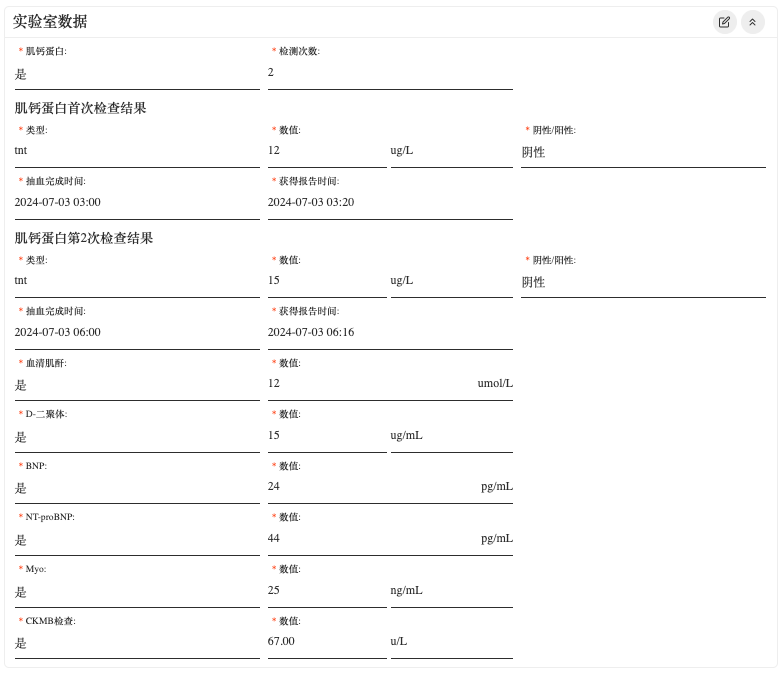 实验室数据
* 肌钙蛋白: * 检测次数:
是 2
肌钙蛋白首次检查结果
* 类型: * 数值: * 阴性/阳性:
tnt 12 ug/L 阴性
* 抽血完成时间: * 获得报告时间:
2024-07-03 03:00 2024-07-03 03:20
肌钙蛋白第2次检查结果
* 类型: * 数值: * 阴性/阳性:
tnt 15 ug/L 阴性
* 抽血完成时间: * 获得报告时间:
2024-07-03 06:00 2024-07-03 06:16
* 血清肌酐: * 数值:
是 12 umol/L
* D-二聚体: * 数值:
是 15 ug/mL
* BNP: * 数值:
是 24 pg/mL
* NT-proBNP: * 数值:
是 44 pg/mL
* Myo: * 数值:
是 25 ng/mL
* CKMB检查: * 数值:
是 67.00 u/L